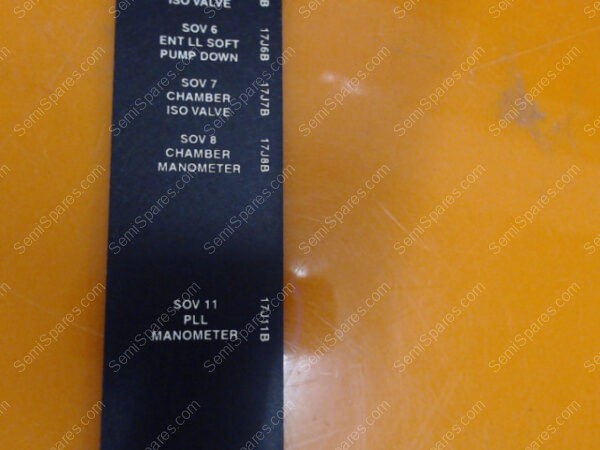 ISO VALVE
SOV 6
ENT LL SOFT
PUMP DOWN
17J6B
SOV 7
CHAMBER
ISO VALVE
17J7B
SOV 8
CHAMBER
MANOMETER
17J8B
SOV 11
PLL
MANOMETER
17J11B
SemiSpares.com